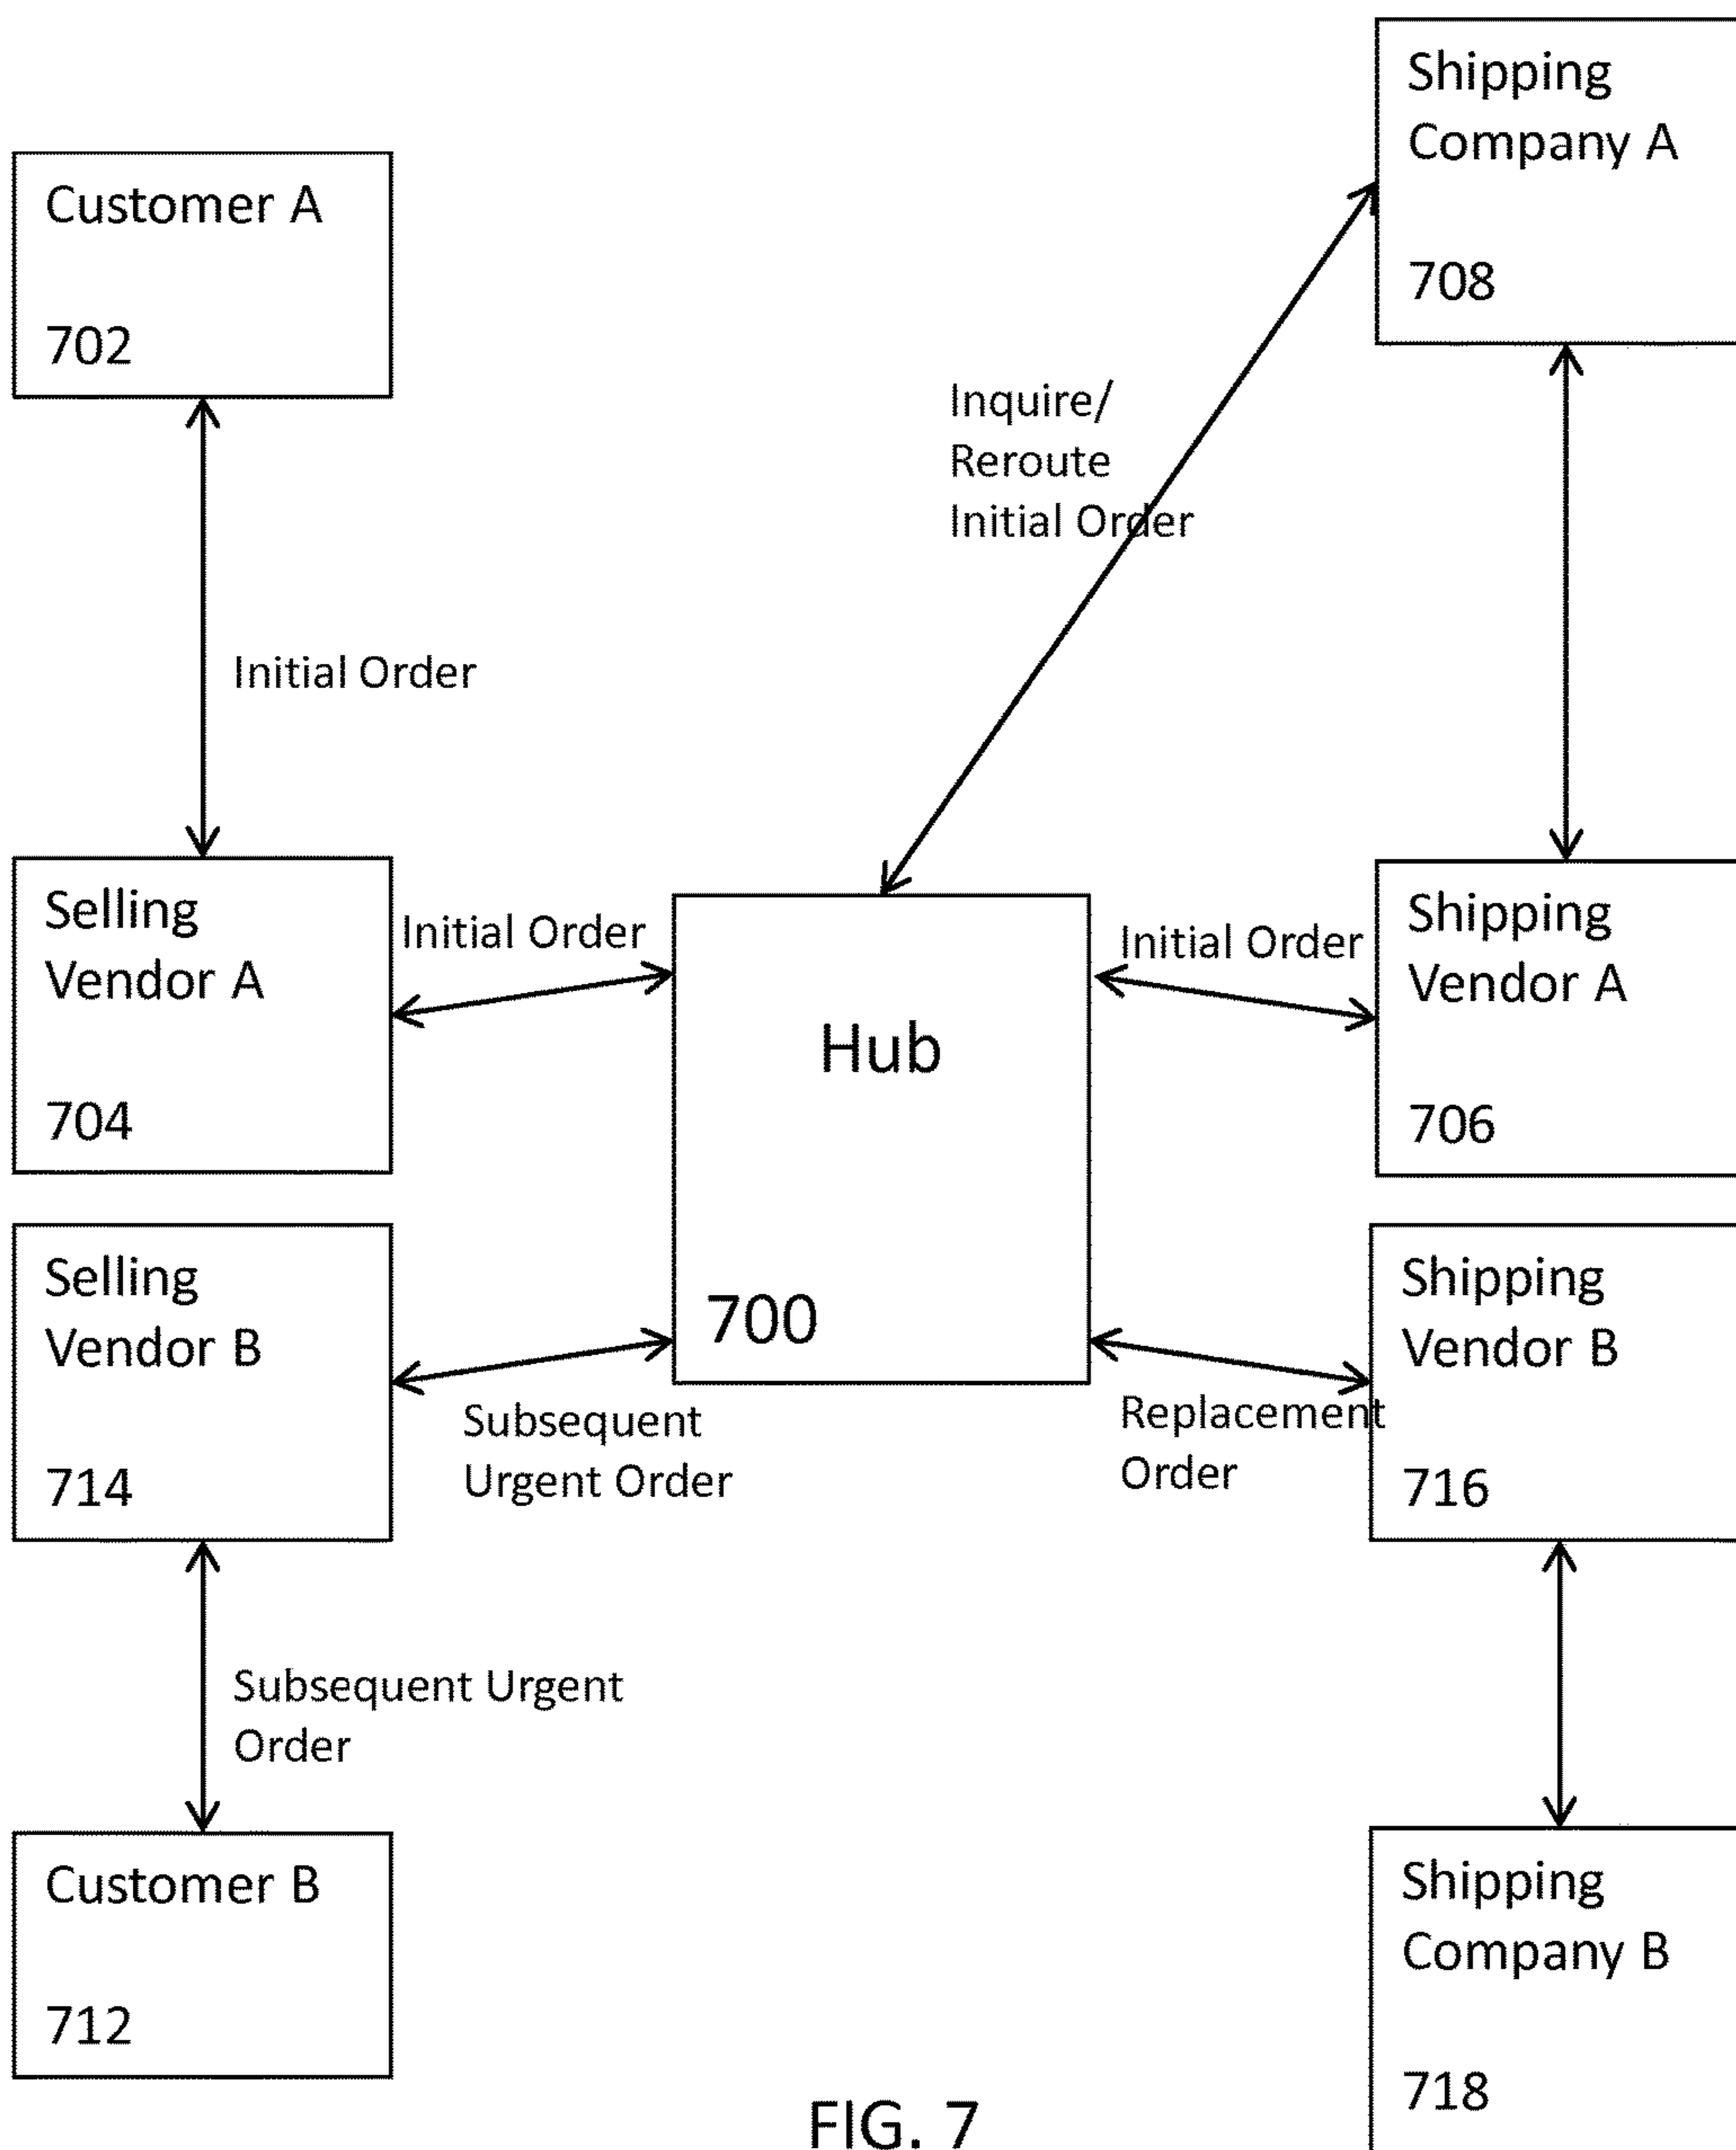 Shipping
Company A
708
Customer A
702
Inquire/
Reroute
Initial Order
Initial Order
Selling
Vendor A
704
Initial Order
Hub
700
Initial Order
Shipping
Vendor A
706
Selling
Vendor B
714
Subsequent
Urgent Order
Replacement
Order
Shipping
Vendor B
716
Subsequent Urgent
Order
Customer B
712
Shipping
Company B
718
FIG. 7